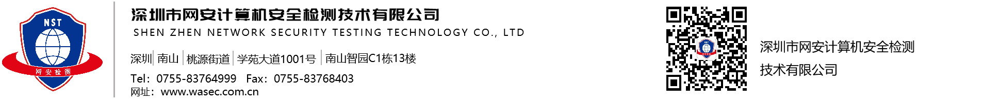 NST
网安检测
深圳市网安计算机安全检测技术有限公司
SHEN ZHEN NETWORK SECURITY TESTING TECHNOLOGY CO., LTD
深圳 南山 桃源街道 学苑大道1001号 南山智园C1栋13楼
Tel：0755-83764999 Fax：0755-83768403
网址：www.wasec.com.cn
深圳市网安计算机安全检测
技术有限公司